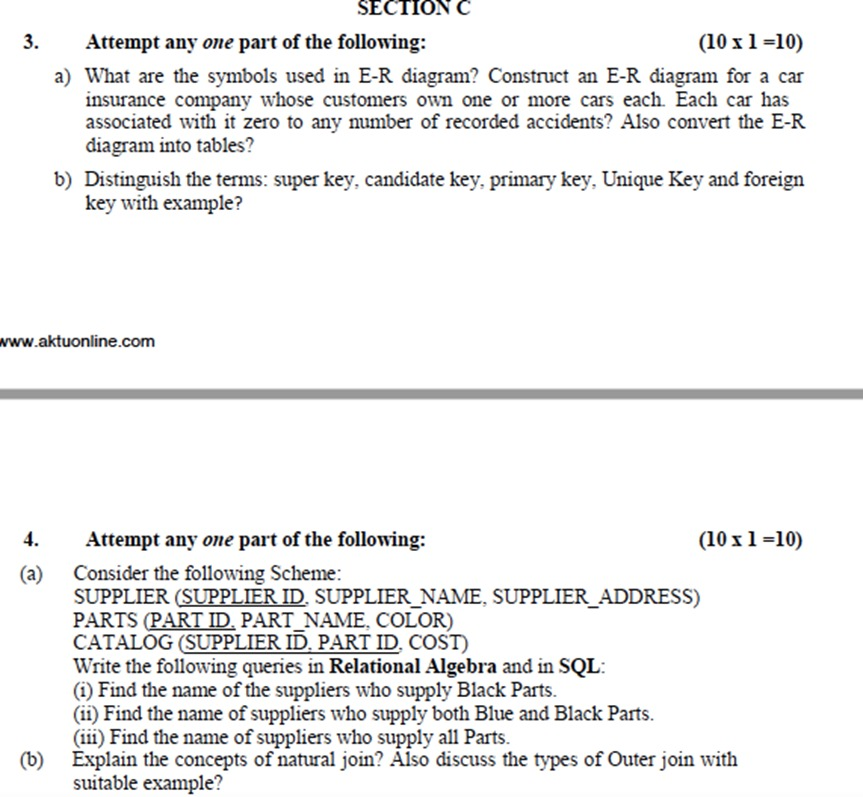 SECTION C
3. Attempt any one part of the following: (10 x 1 =10)
a) What are the symbols used in E-R diagram? Construct an E-R diagram for a car
insurance company whose customers own one or more cars each. Each car has
associated with it zero to any number of recorded accidents? Also convert the E-R
diagram into tables?
b) Distinguish the terms: super key, candidate key, primary key, Unique Key and foreign
key with example?
www.aktuonline.com
4. Attempt any one part of the following: (10 x 1 =10)
(a) Consider the following Scheme:
SUPPLIER (SUPPLIER ID, SUPPLIER_NAME, SUPPLIER_ADDRESS)
PARTS (PART ID, PART_NAME, COLOR)
CATALOG (SUPPLIER ID, PART ID, COST)
Write the following queries in Relational Algebra and in SQL:
(i) Find the name of the suppliers who supply Black Parts.
(ii) Find the name of suppliers who supply both Blue and Black Parts.
(iii) Find the name of suppliers who supply all Parts.
(b) Explain the concepts of natural join? Also discuss the types of Outer join with
suitable example?